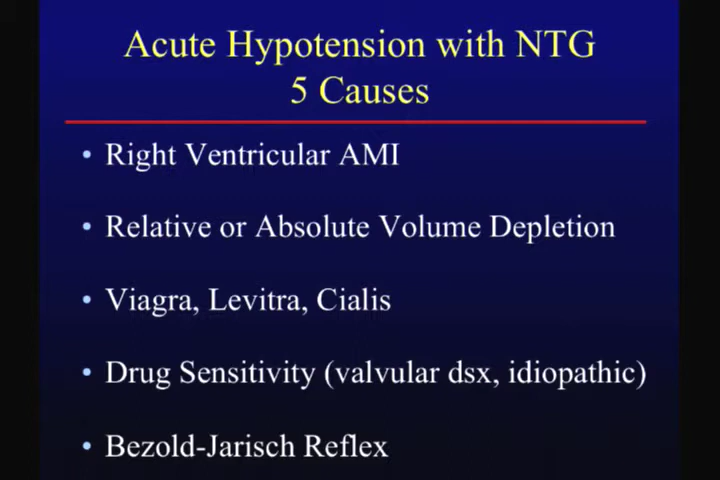 Acute Hypotension with NTG
5 Causes
• Right Ventricular AMI
• Relative or Absolute Volume Depletion
• Viagra, Levitra, Cialis
• Drug Sensitivity (valvular dsx, idiopathic)
• Bezold-Jarisch Reflex